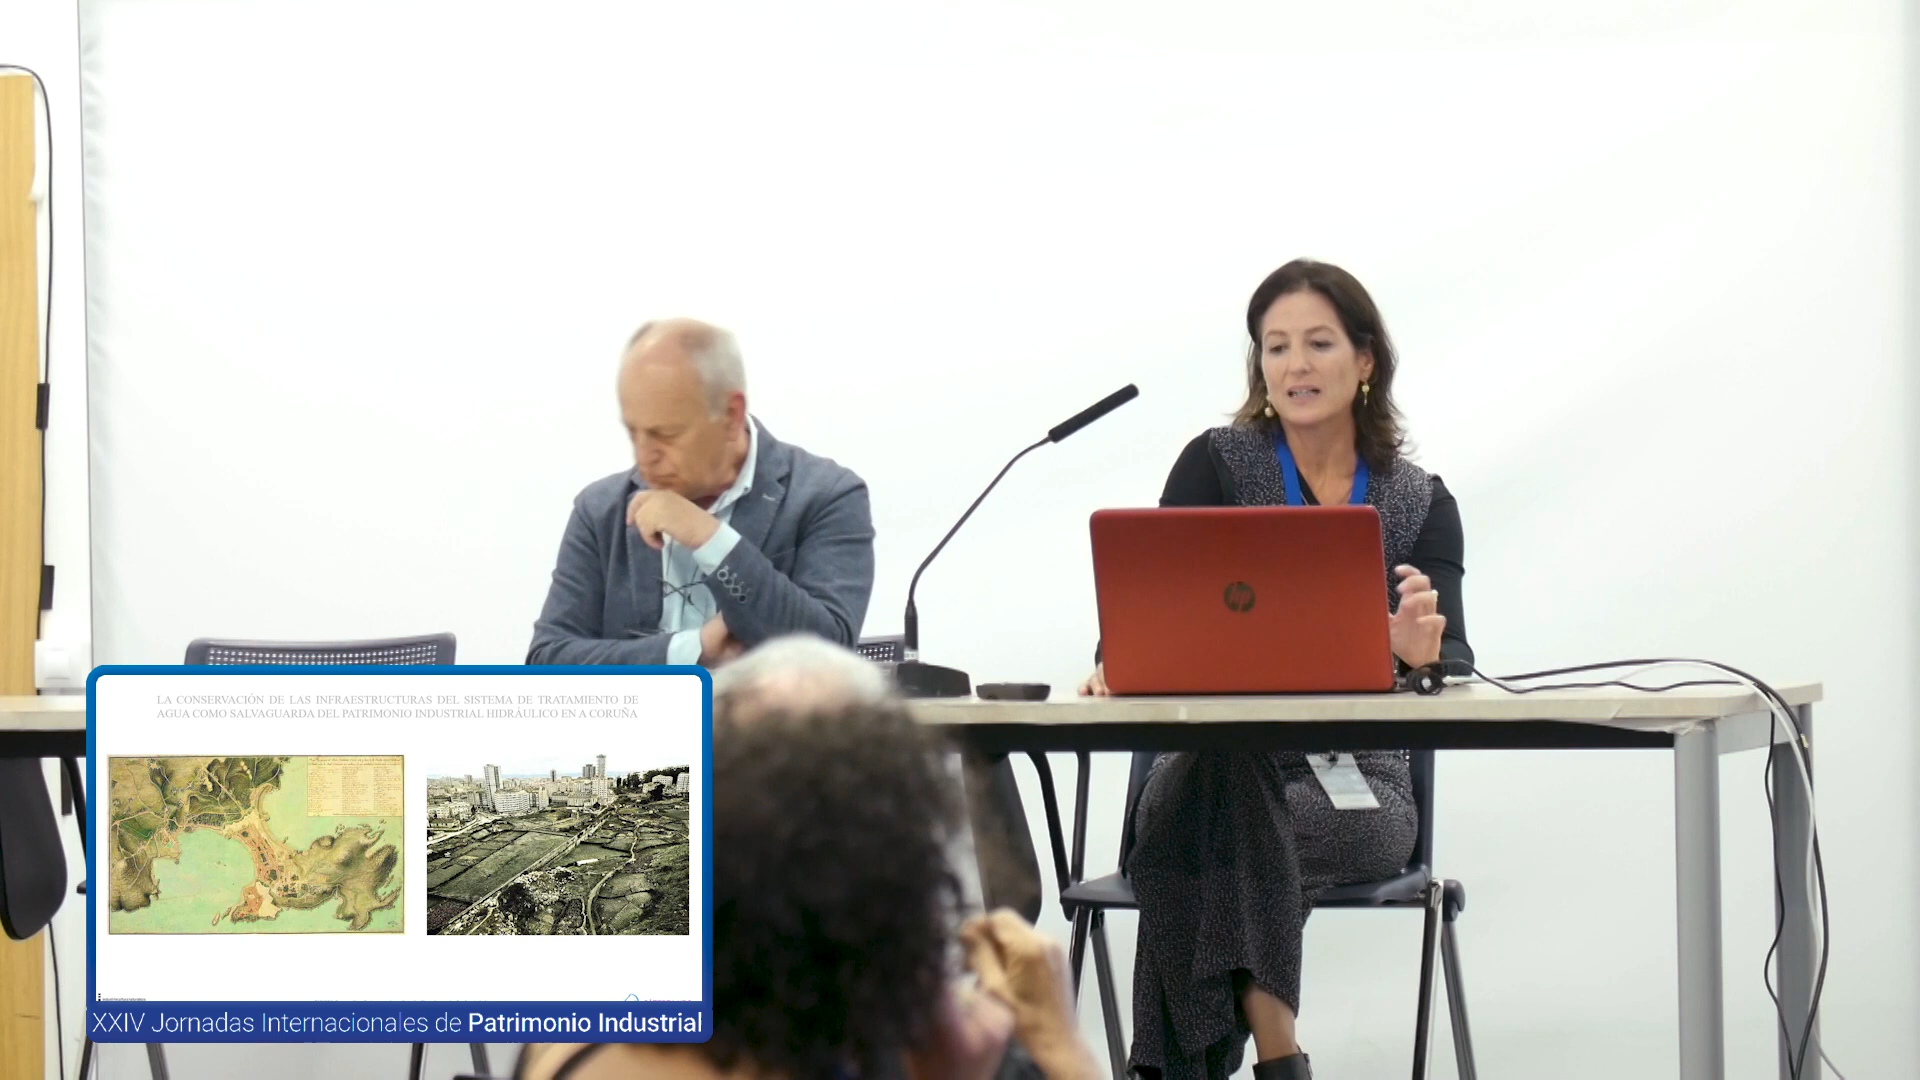 hp
LA CONSERVACIÓN DE LAS INFRAESTRUCTURAS DEL SISTEMA DE TRATAMIENTO DE
AGUA COMO SALVAGUARDA DEL PATRIMONIO INDUSTRIAL HIDRÁULICO EN A CORUÑA
XXIV Jornadas Internacionales de Patrimonio Industrial